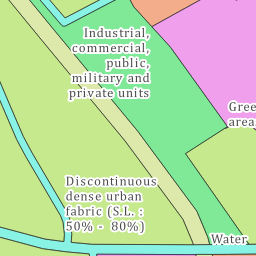 Industrial,
commercial,
public,
military and
private units
Gree
area
Discontinuous
dense urban
fabric (S.L. :
50% - 80%)
Water